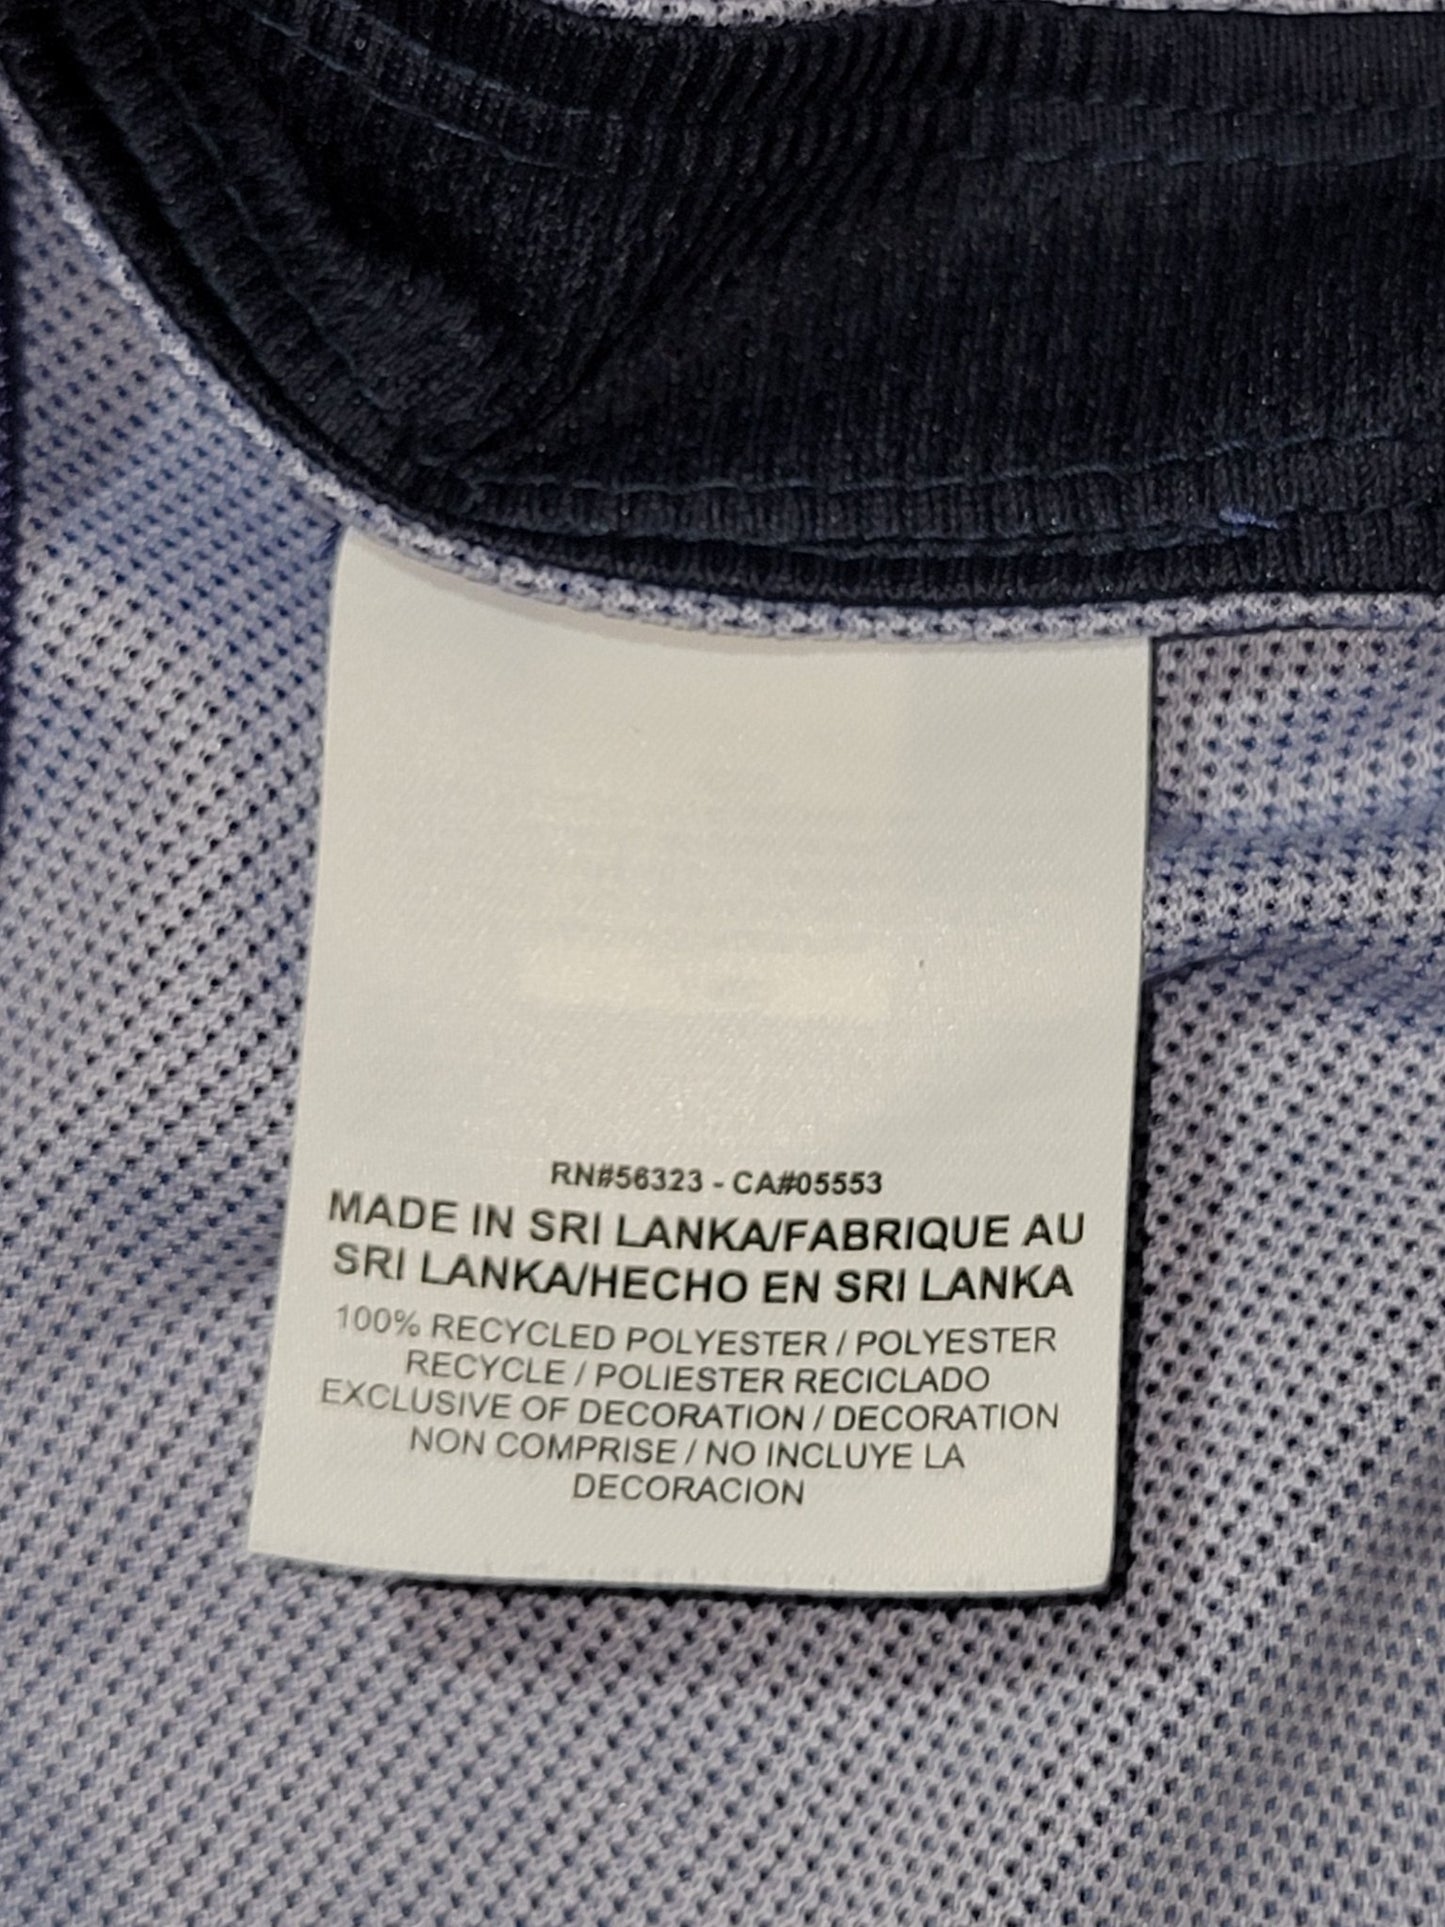 RN#56323 - CA#05553
MADE IN SRI LANKA/FABRIQUE AU
SRI LANKA/HECHO EN SRI LANKA
100% RECYCLED POLYESTER / POLYESTER
RECYCLE / POLIESTER RECICLADO
EXCLUSIVE OF DECORATION / DECORATION
NON COMPRISE / NO INCLUYE LA
DECORACION